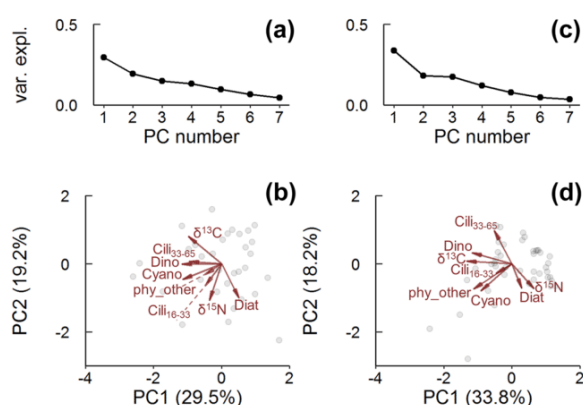 (a)
0.5
var. expl.
0.0
1 2 3 4 5 6 7
PC number
(c)
0.5
0.0
1 2 3 4 5 6 7
PC number
(b)
2
0
-2
PC2 (19.2%)
δ13C
Cili33-65
Dino
Cyano
phy_other
Cili16-33
δ15N
Diat
-4 -2 0 2
PC1 (29.5%)
(d)
2
0
-2
PC2 (18.2%)
Cili33-65
Dino
δ13C
Cili16-33
phy_other
Cyano
Diat
δ15N
-4 -2 0 2
PC1 (33.8%)